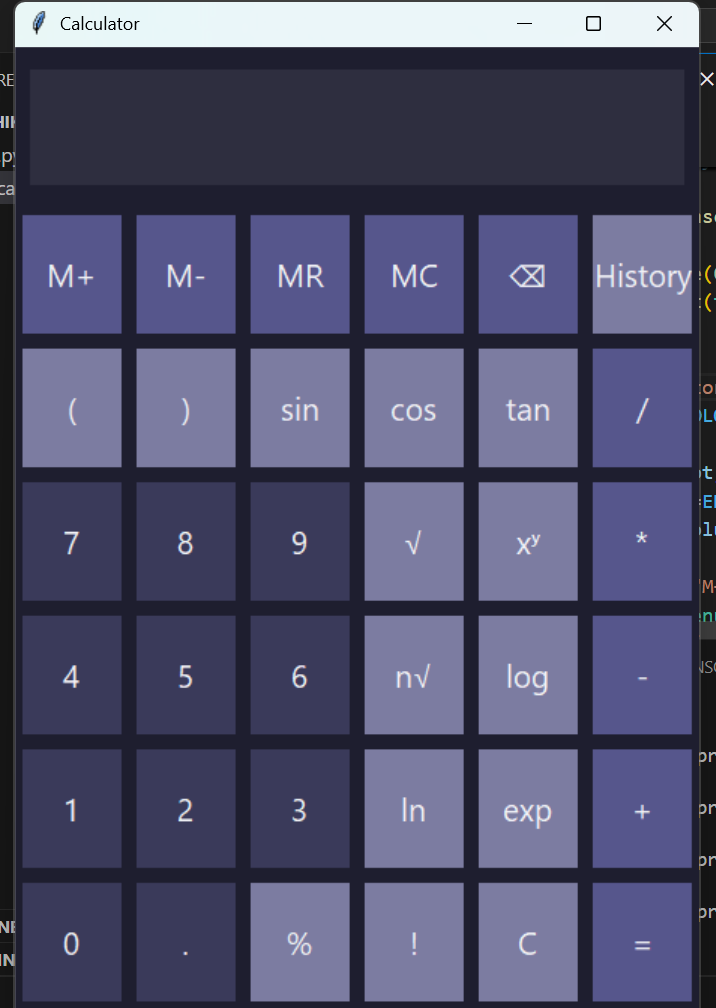 Calculator
M+ M- MR MC ⌫ History
( ) sin cos tan /
7 8 9 √ xʸ *
4 5 6 n√ log -
1 2 3 ln exp +
0 . % ! C =